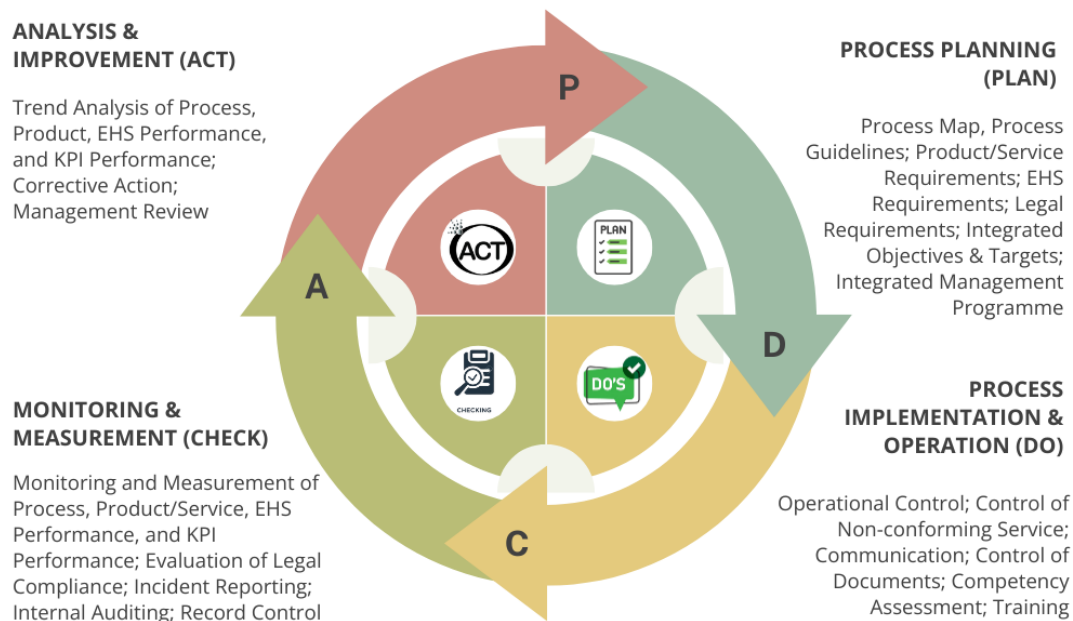 ANALYSIS &
IMPROVEMENT (ACT)
Trend Analysis of Process,
Product, EHS Performance,
and KPI Performance;
Corrective Action;
Management Review
PROCESS PLANNING
(PLAN)
Process Map, Process
Guidelines; Product/Service
Requirements; EHS
Requirements; Legal
Requirements; Integrated
Objectives & Targets;
Integrated Management
Programme
P
ACT
PLAN
A
D
CHECKING
DO'S
C
MONITORING &
MEASUREMENT (CHECK)
Monitoring and Measurement of
Process, Product/Service, EHS
Performance, and KPI
Performance; Evaluation of Legal
Compliance; Incident Reporting;
Internal Auditing; Record Control
PROCESS
IMPLEMENTATION &
OPERATION (DO)
Operational Control; Control of
Non-conforming Service;
Communication; Control of
Documents; Competency
Assessment; Training